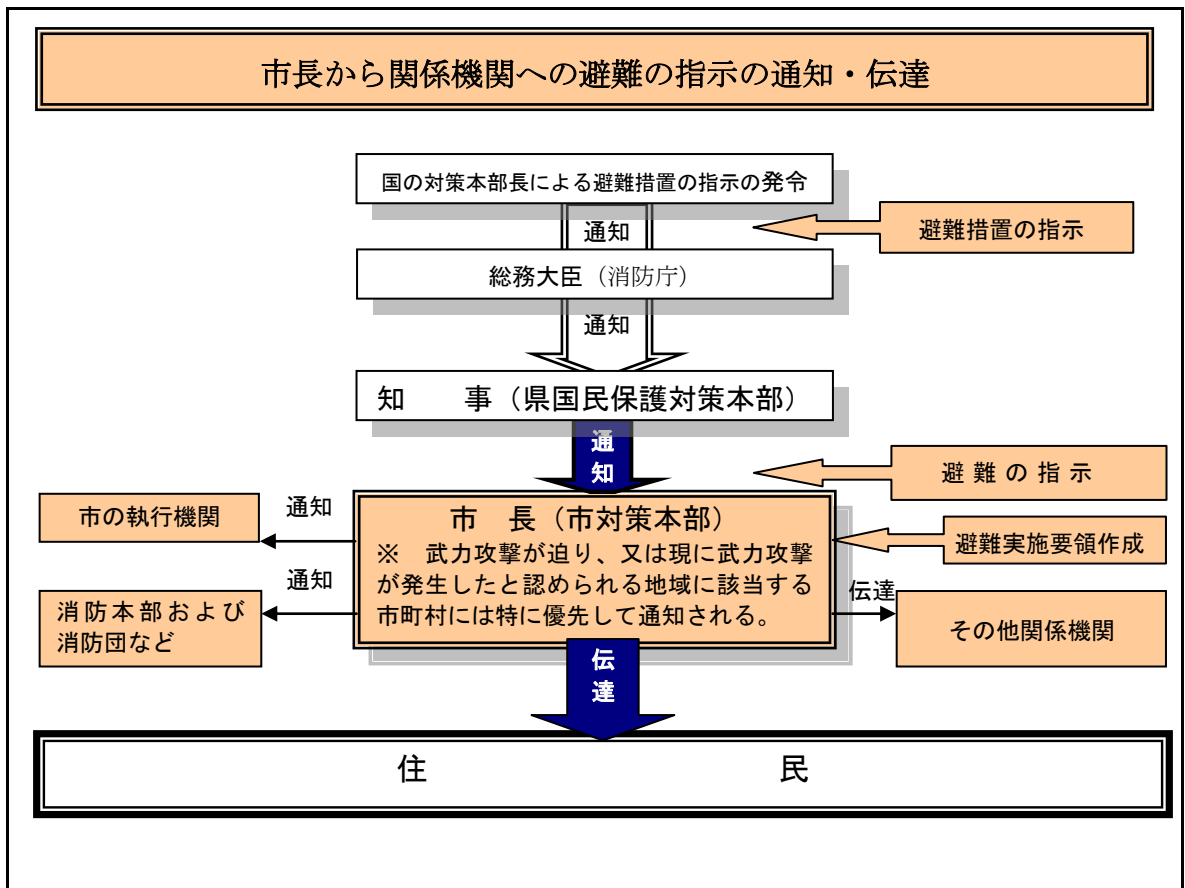 市長から関係機関への避難の指示の通知・伝達
国の対策本部長による避難措置の指示の発令
通知
避難措置の指示
総務大臣（消防庁）
通知
知　　事（県国民保護対策本部）
通
知
避 難 の 指 示
市の執行機関
通知
市　長（市対策本部）
※　武力攻撃が迫り、又は現に武力攻撃
が発生したと認められる地域に該当する
市町村には特に優先して通知される。
避難実施要領作成
通知
消防本部および
消防団など
伝達
その他関係機関
伝
達
住　　　　民